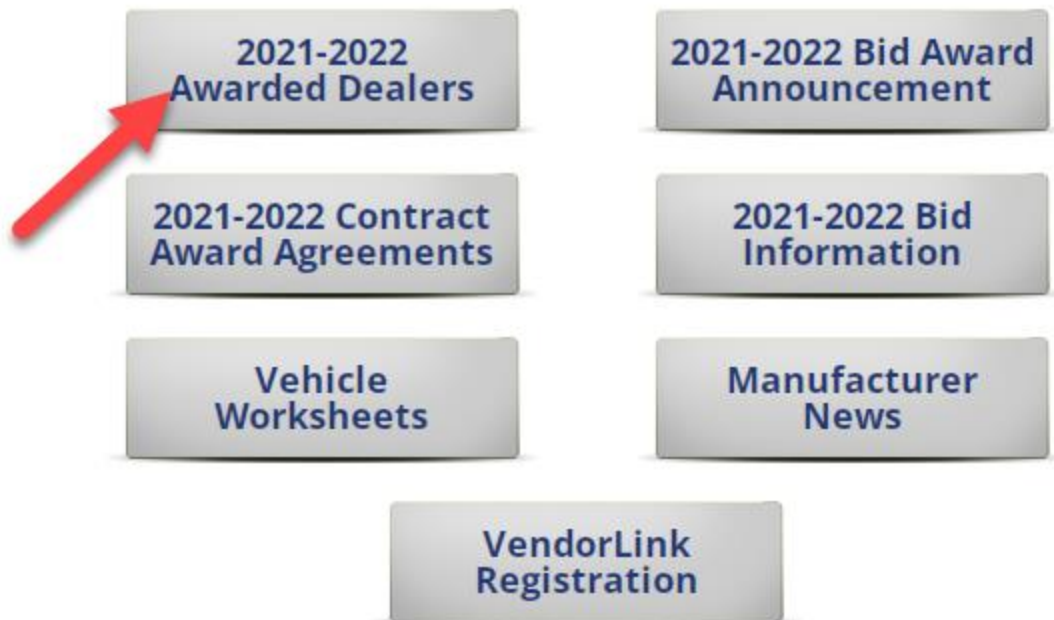 2021-2022
Awarded Dealers
2021-2022 Bid Award
Announcement
2021-2022 Contract
Award Agreements
2021-2022 Bid
Information
Vehicle
Worksheets
Manufacturer
News
VendorLink
Registration